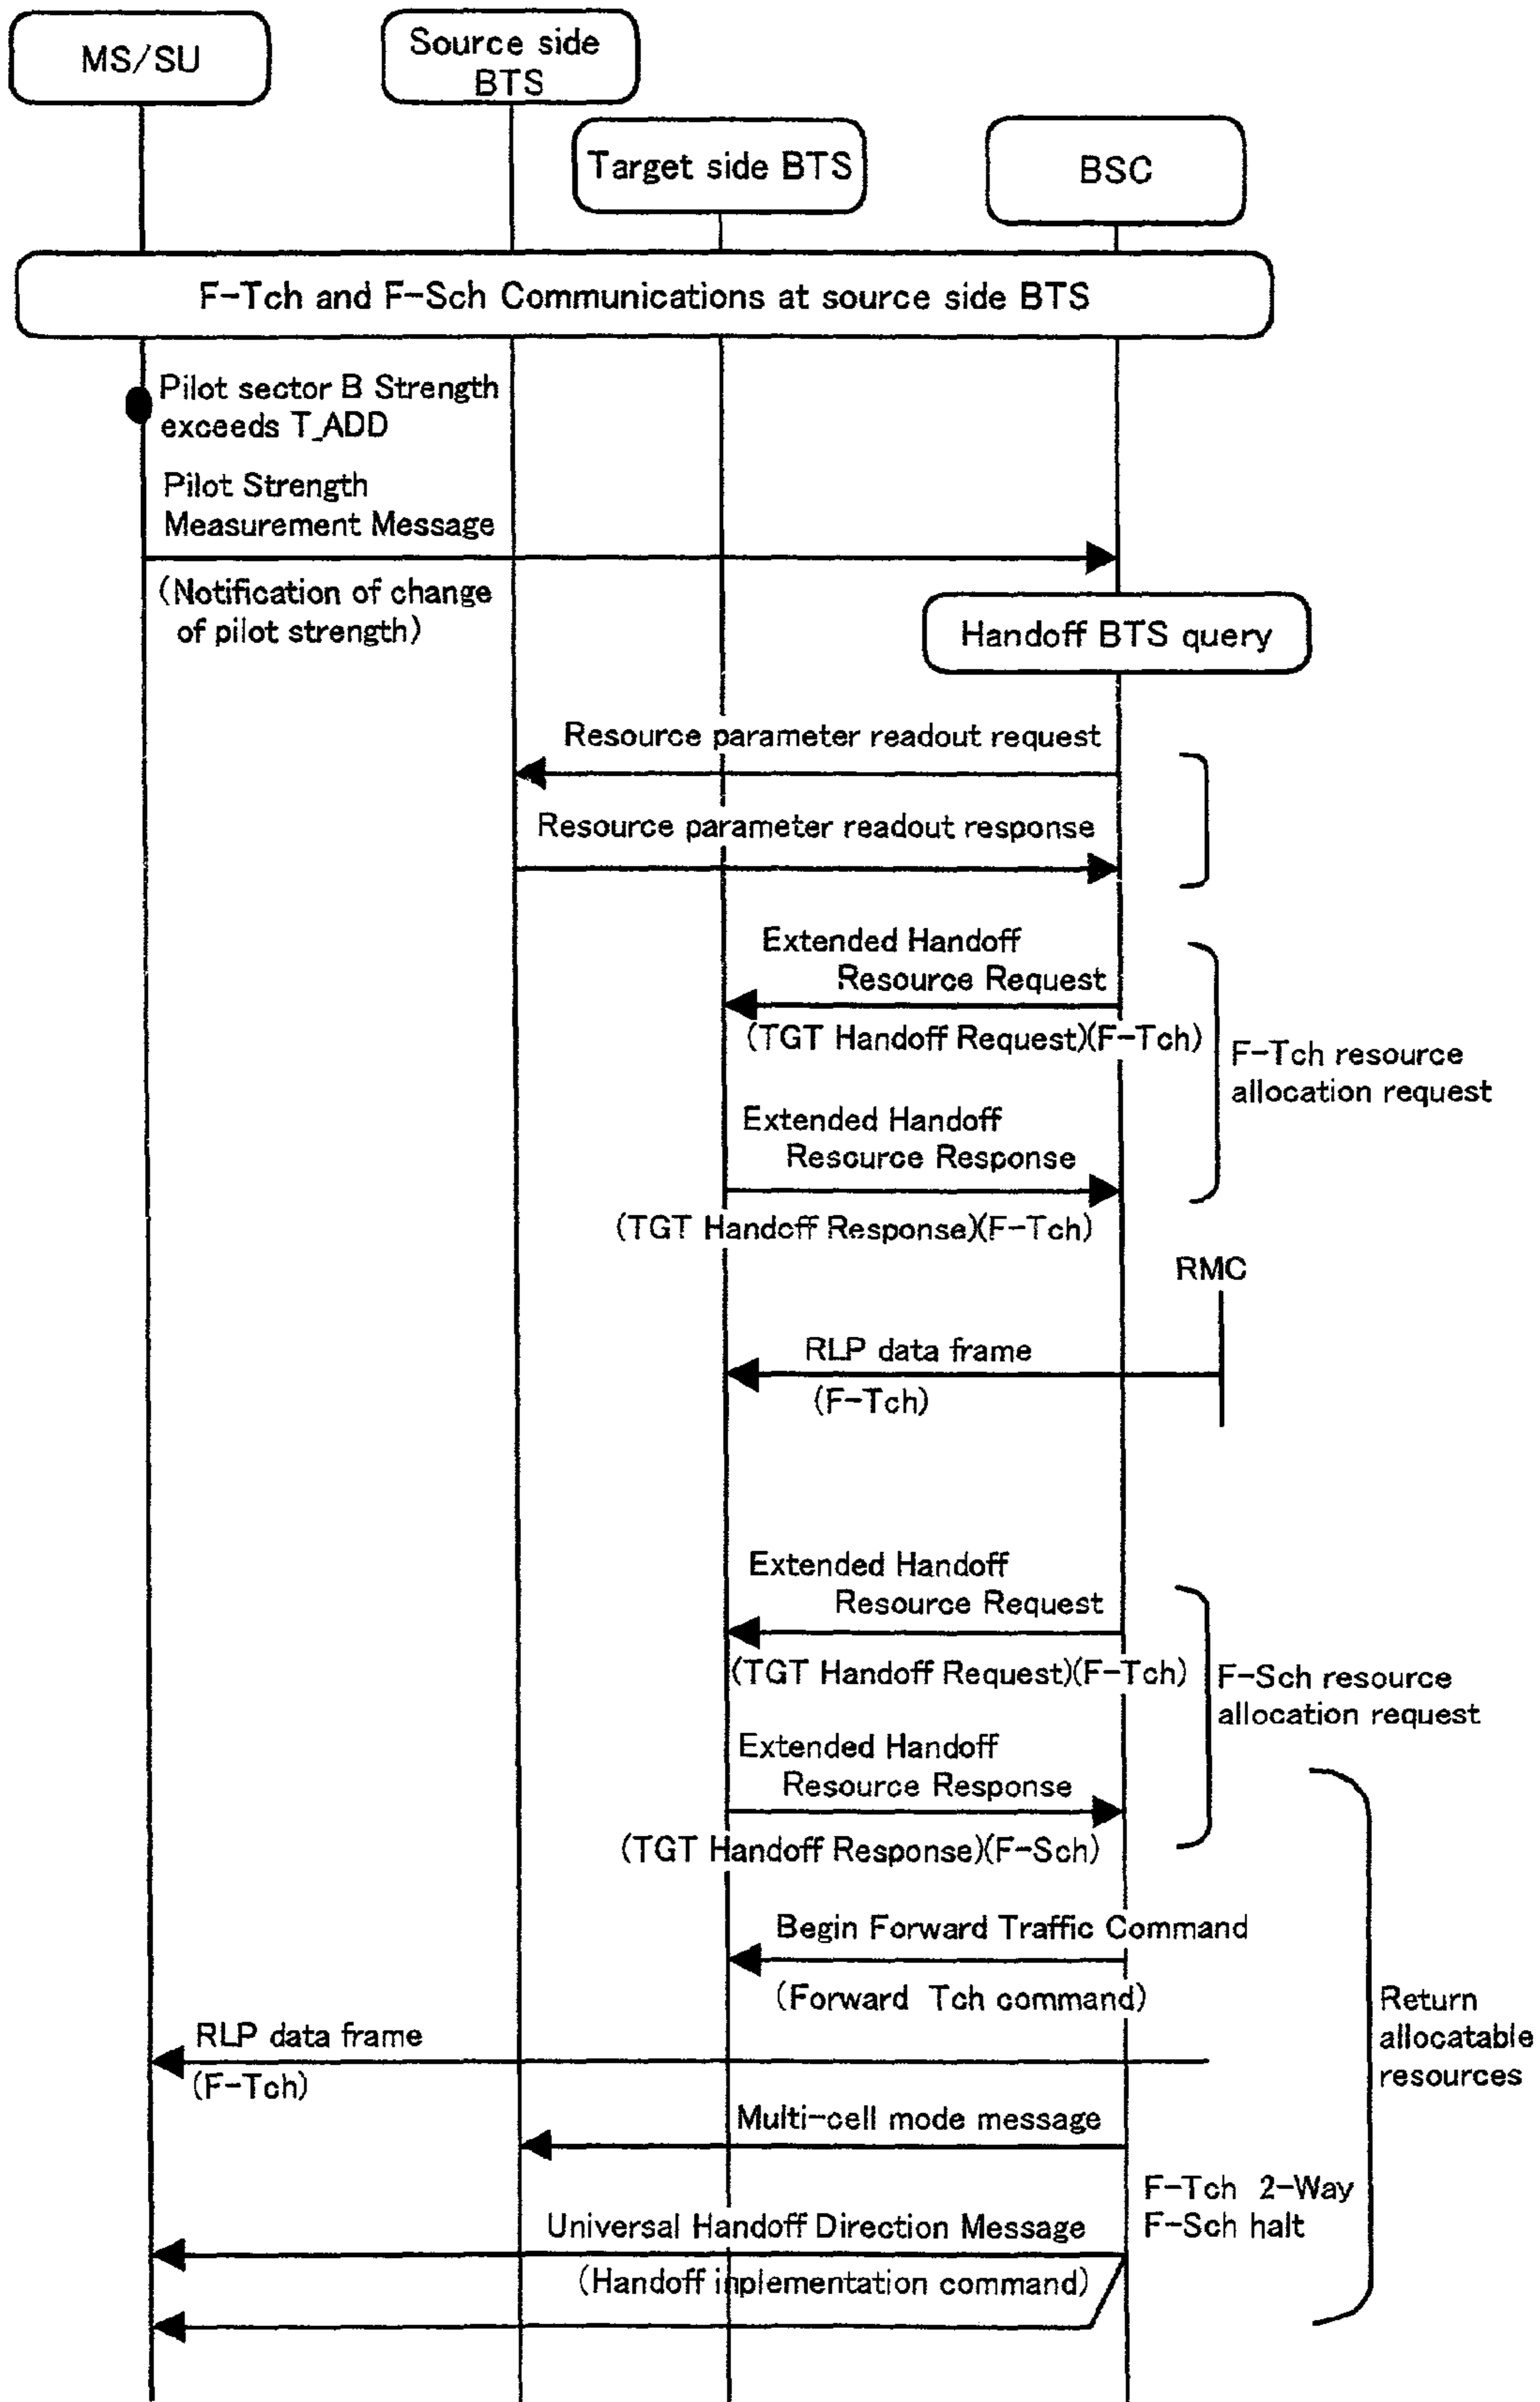 MS/SU
Source side
BTS
Target side BTS
BSC
F-Tch and F-Sch Communications at source side BTS
Pilot sector B Strength
exceeds T_ADD
Pilot Strength
Measurement Message
(Notification of change
of pilot strength)
Handoff BTS query
Resource parameter readout request
Resource parameter readout response
Extended Handoff
Resource Request
(TGT Handoff Request)(F-Tch)
F-Tch resource
allocation request
Extended Handoff
Resource Response
(TGT Handoff Response)(F-Tch)
RMC
RLP data frame
(F-Tch)
Extended Handoff
Resource Request
(TGT Handoff Request)(F-Tch)
F-Sch resource
allocation request
Extended Handoff
Resource Response
(TGT Handoff Response)(F-Sch)
Begin Forward Traffic Command
(Forward Tch command)
Return
allocatable
resources
RLP data frame
(F-Tch)
Multi-cell mode message
F-Tch 2-Way
F-Sch halt
Universal Handoff Direction Message
(Handoff inplementation command)